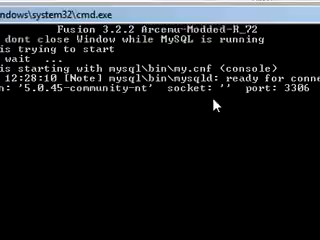 indows\system32\cmd.exe
Fusion 3.2.2 Arcemu-Modded-R_72
dont close Window while MySQL is running
is trying to start
wait ...
is starting with mysql\bin\my.cnf (console)
12:28:10 [Note] mysql\bin\mysqld: ready for conne
n: '5.0.45-community-nt' socket: '' port: 3306